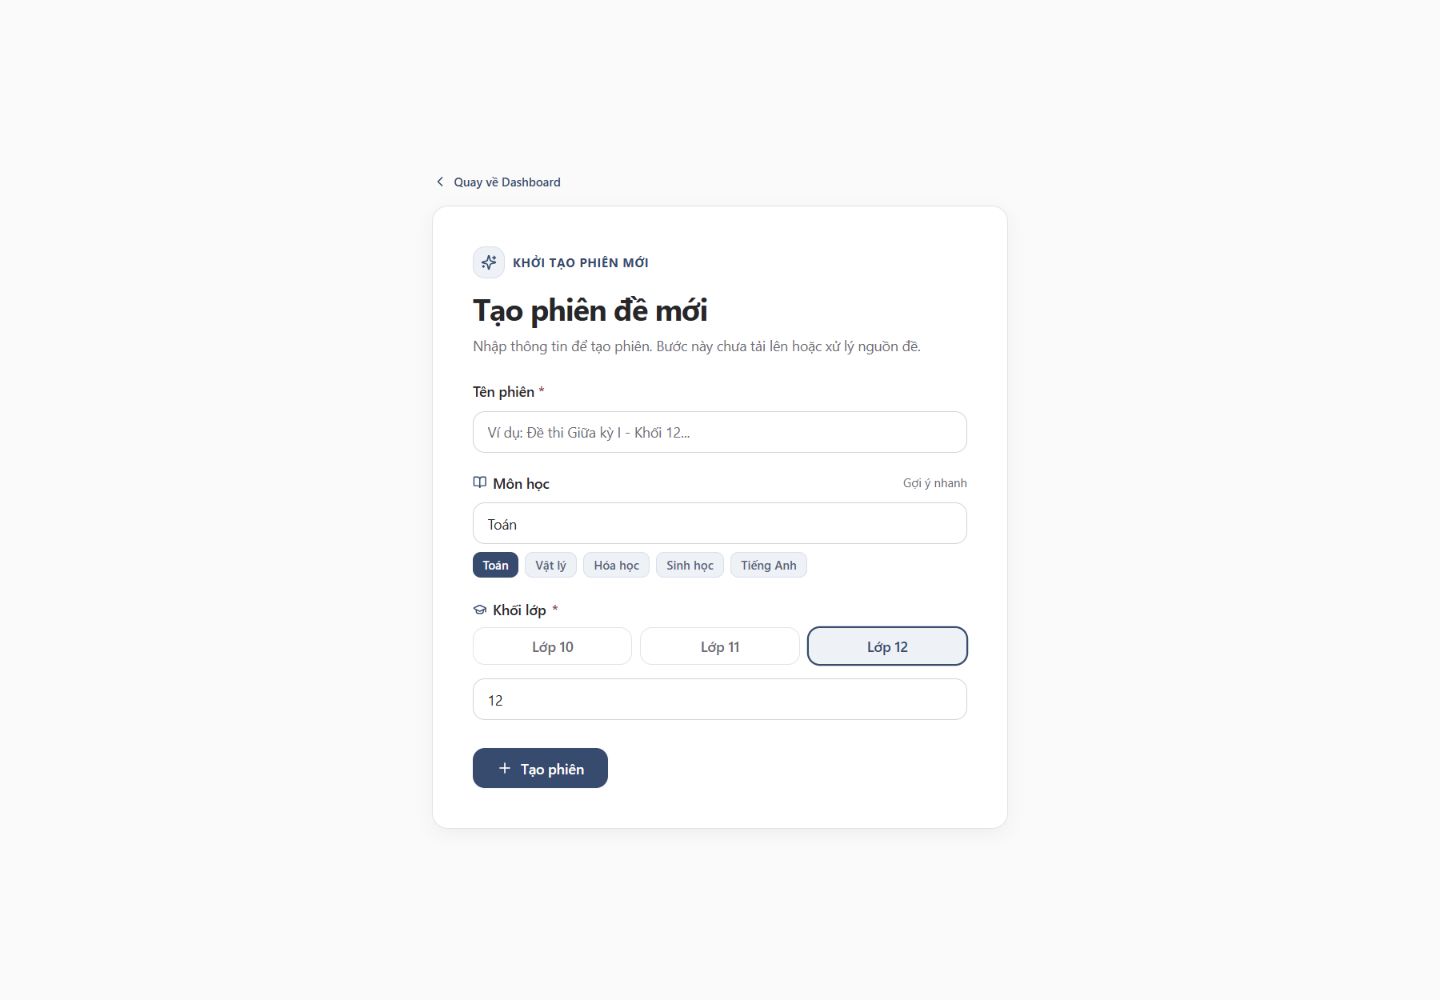 Quay về Dashboard
KHỞI TẠO PHIÊN MỚI
Tạo phiên đề mới
Nhập thông tin để tạo phiên. Bước này chưa tải lên hoặc xử lý nguồn đề.
Tên phiên *
Ví dụ: Đề thi Giữa kỳ I - Khối 12...
Môn học Gợi ý nhanh
Toán
Toán Vật lý Hóa học Sinh học Tiếng Anh
Khối lớp *
Lớp 10 Lớp 11 Lớp 12
12
+ Tạo phiên